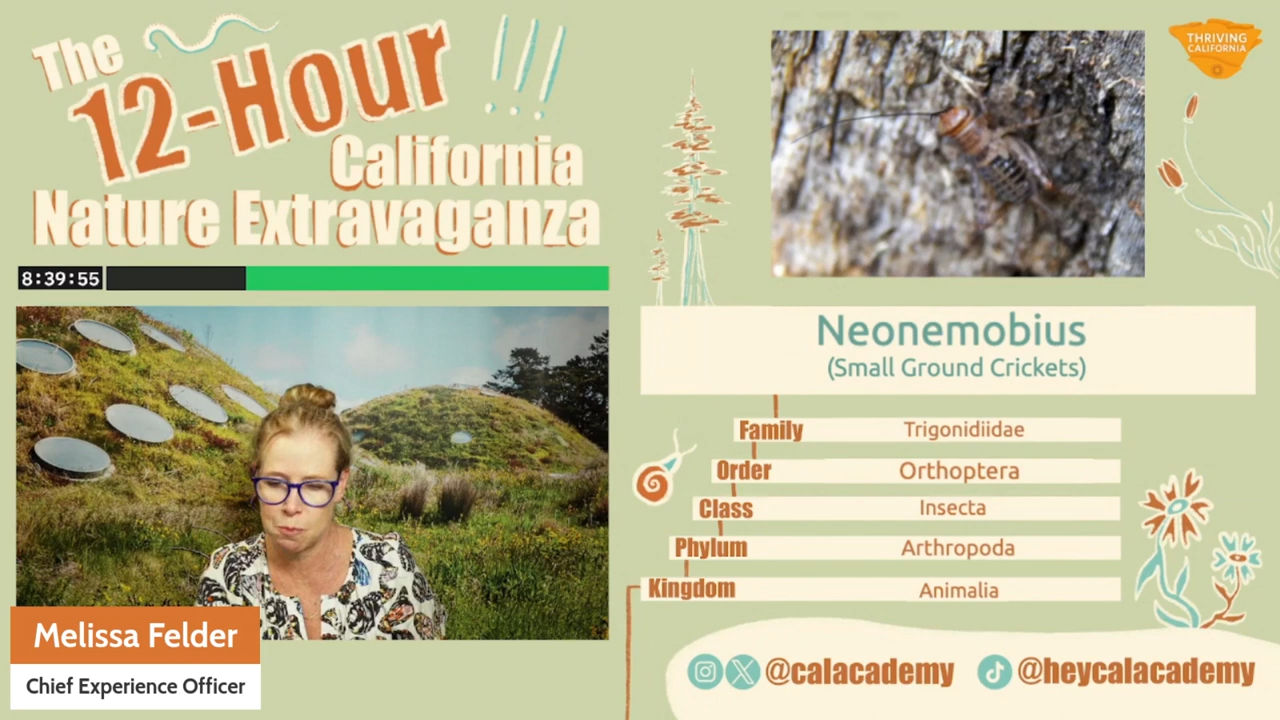 The
12-Hour !!!
California
Nature Extravaganza
8:39:55
Melissa Felder
Chief Experience Officer
THRIVING
CALIFORNIA
Neonemobius
(Small Ground Crickets)
Family Trigonidiidae
Order Orthoptera
Class Insecta
Phylum Arthropoda
Kingdom Animalia
@calacademy @heycalacademy